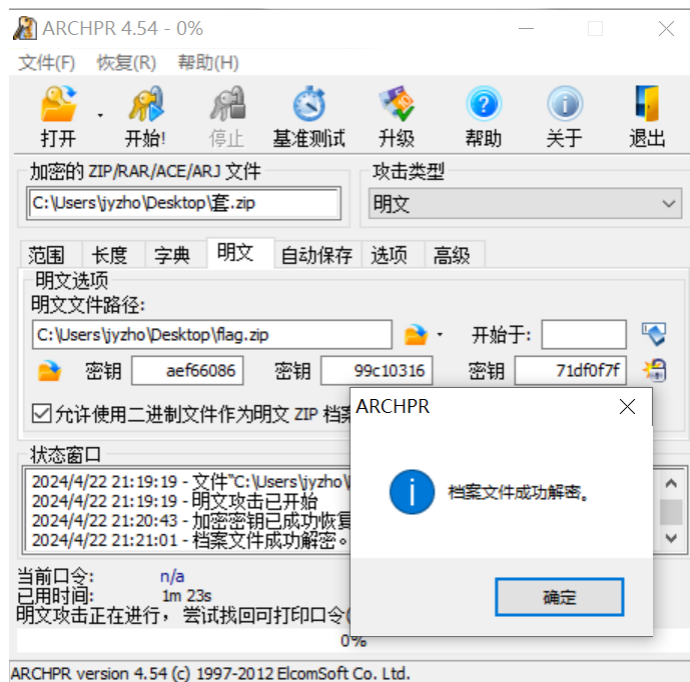 ARCHPR 4.54 - 0%
文件(F) 恢复(R) 帮助(H)
打开 开始! 停止 基准测试 升级 帮助 关于 退出
加密的 ZIP/RAR/ACE/ARJ 文件 攻击类型
C:\Users\jyzho\Desktop\套.zip 明文
范围 长度 字典 明文 自动保存 选项 高级
明文选项
明文文件路径:
C:\Users\jyzho\Desktop\flag.zip 开始于:
密钥 aef66086 密钥 99c10316 密钥 71df0f7f
允许使用二进制文件作为明文 ZIP 档案
ARCHPR
档案文件成功解密。
确定
状态窗口
2024/4/22 21:19:19 - 文件"C:\Users\jyzho\
2024/4/22 21:19:19 - 明文攻击已开始
2024/4/22 21:20:43 - 加密密钥已成功恢复
2024/4/22 21:21:01 - 档案文件成功解密。
当前口令: n/a
已用时间: 1m 23s
明文攻击正在进行，尝试找回可打印口令(
0%
ARCHPR version 4.54 (c) 1997-2012 ElcomSoft Co. Ltd.